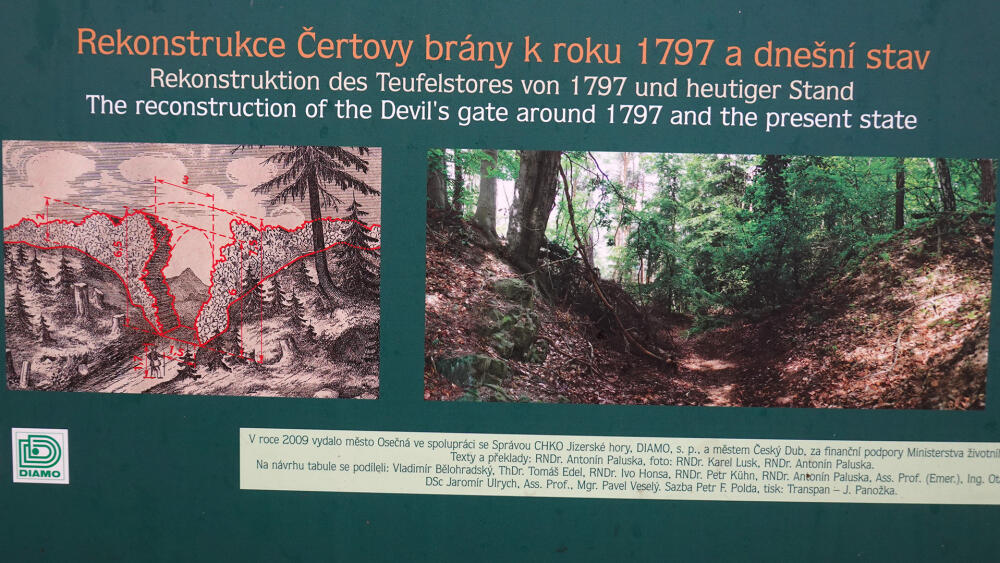 Rekonstrukce Čertovy brány k roku 1797 a dnešní stav
Rekonstruktion des Teufelstores von 1797 und heutiger Stand
The reconstruction of the Devil's gate around 1797 and the present state
3
2
6,5
DIAMO
V roce 2009 vydalo město Osečná ve spolupráci se Správou CHKO Jizerské hory, DIAMO, s. p., a městem Český Dub, za finanční podpory Ministerstva životní
Texty a překlady: RNDr. Antonín Paluska, foto: RNDr. Karel Lusk, RNDr. Antonín Paluska.
Na návrhu tabule se podíleli: Vladimír Bělohradský, ThDr. Tomáš Edel, RNDr. Ivo Honsa, RNDr. Petr Kühn, RNDr. Antonín Paluska, Ass. Prof. (Emer.), Ing. Ot
DSc Jaromír Ulrych, Ass. Prof., Mgr. Pavel Veselý. Sazba Petr F. Polda, tisk: Transpan – J. Panožka.